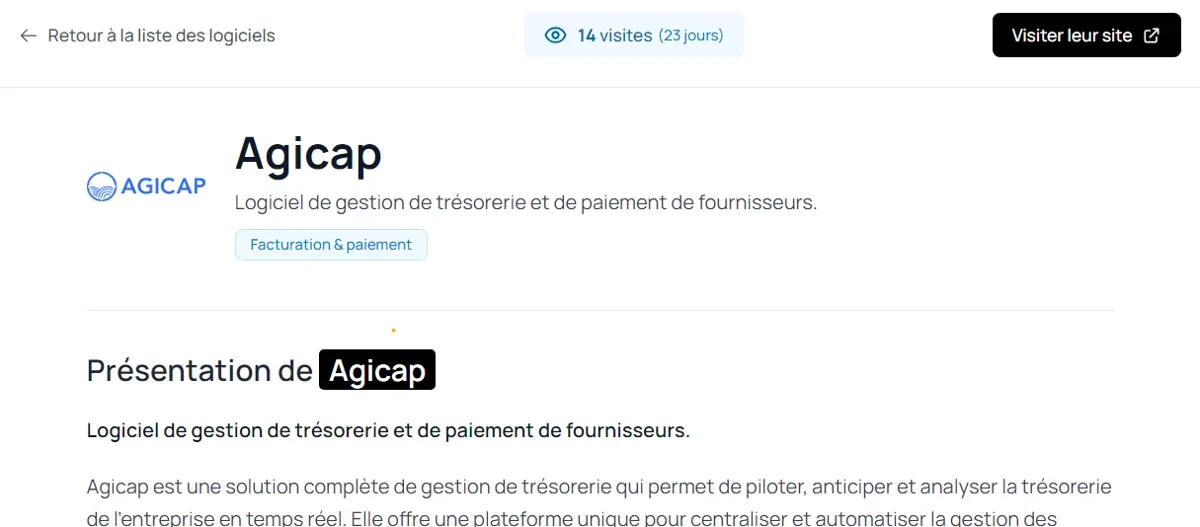 Retour à la liste des logiciels
14 visites (23 jours)
Visiter leur site
AGICAP
Agicap
Logiciel de gestion de trésorerie et de paiement de fournisseurs.
Facturation & paiement
Présentation de Agicap
Logiciel de gestion de trésorerie et de paiement de fournisseurs.
Agicap est une solution complète de gestion de trésorerie qui permet de piloter, anticiper et analyser la trésorerie
de l'entreprise en temps réel. Elle offre une plateforme unique pour centraliser et automatiser la gestion des